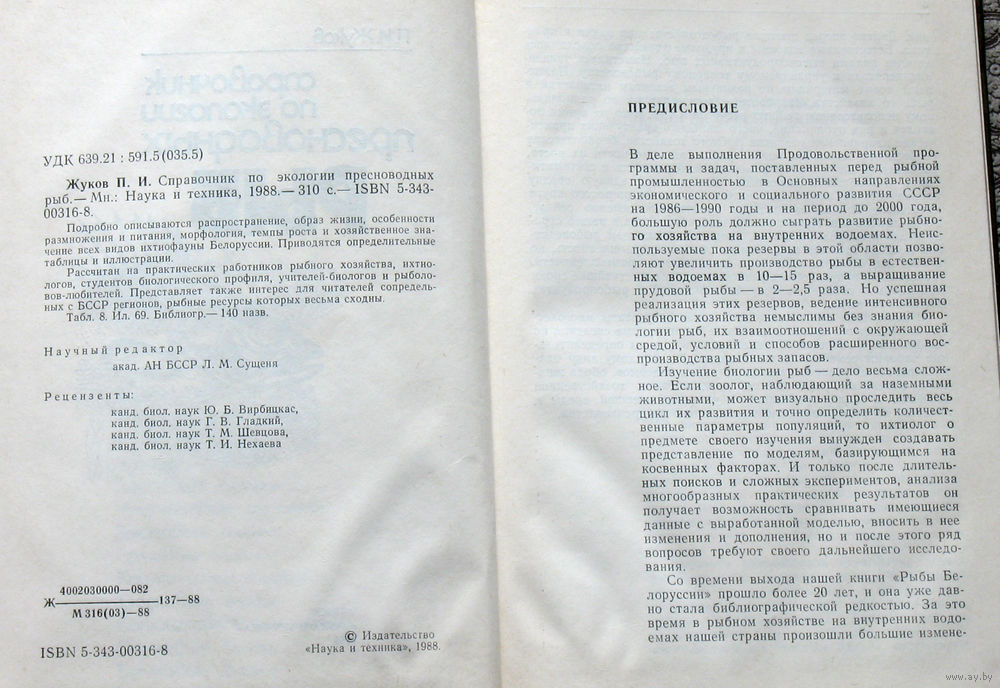 УДК 639.21 : 591.5(035.5)
Жуков П. И. Справочник по экологии пресноводных
рыб.— Мн.: Наука и техника, 1988.— 310 с.— ISBN 5-343-
00316-8.
Подробно описываются распространение, образ жизни, особенности
размножения и питания, морфология, темпы роста и хозяйственное зна-
чение всех видов ихтиофауны Белоруссии. Приводятся определительные
таблицы и иллюстрации.
Рассчитан на практических работников рыбного хозяйства, ихтио-
логов, студентов биологического профиля, учителей-биологов и рыболо-
вов-любителей. Представляет также интерес для читателей сопредель-
ных с БССР регионов, рыбные ресурсы которых весьма сходны.
Табл. 8. Ил. 69. Библиогр.— 140 назв.
Научный редактор
акад. АН БССР Л. М. Сущеня
Рецензенты:
канд. биол. наук Ю. Б. Вирбицкас,
канд. биол. наук Г. В. Гладкий,
канд. биол. наук Т. М. Шевцова,
канд. биол. наук Т. И. Нехаева
4002030000—082
Ж——————137—88
М 316(03)—88
ISBN 5-343-00316-8
© Издательство
«Наука и техника», 1988.
ПРЕДИСЛОВИЕ
В деле выполнения Продовольственной про-
граммы и задач, поставленных перед рыбной
промышленностью в Основных направлениях
экономического и социального развития СССР
на 1986—1990 годы и на период до 2000 года,
большую роль должно сыграть развитие рыбно-
го хозяйства на внутренних водоемах. Неис-
пользуемые пока резервы в этой области позво-
ляют увеличить производство рыбы в естествен-
ных водоемах в 10—15 раз, а выращивание
прудовой рыбы — в 2—2,5 раза. Но успешная
реализация этих резервов, ведение интенсивного
рыбного хозяйства немыслимы без знания био-
логии рыб, их взаимоотношений с окружающей
средой, условий и способов расширенного вос-
производства рыбных запасов.
Изучение биологии рыб — дело весьма слож-
ное. Если зоолог, наблюдающий за наземными
животными, может визуально проследить весь
цикл их развития и точно определить количест-
венные параметры популяций, то ихтиолог о
предмете своего изучения вынужден создавать
представление по моделям, базирующимся на
косвенных факторах. И только после длитель-
ных поисков и сложных экспериментов, анализа
многообразных практических результатов он
получает возможность сравнивать имеющиеся
данные с выработанной моделью, вносить в нее
изменения и дополнения, но и после этого ряд
вопросов требуют своего дальнейшего исследо-
вания.
Со времени выхода нашей книги «Рыбы Бе-
лоруссии» прошло более 20 лет, и она уже дав-
но стала библиографической редкостью. За это
время в рыбном хозяйстве на внутренних водо-
емах нашей страны произошли большие измене-
www.ay.by